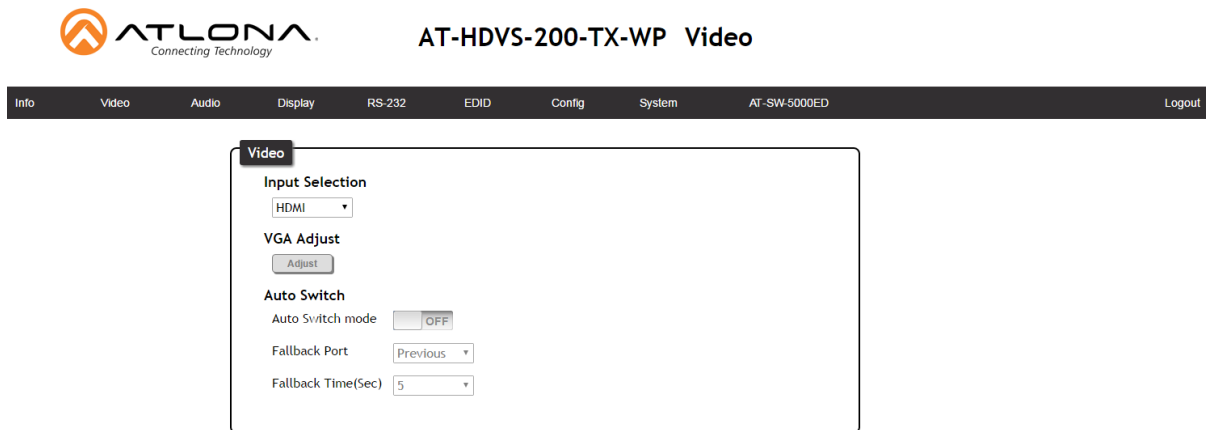 ATLONA.
Connecting Technology
AT-HDVS-200-TX-WP Video
Info Video Audio Display RS-232 EDID Config System AT-SW-5000ED Logout
Video
Input Selection
HDMI
VGA Adjust
Adjust
Auto Switch
Auto Switch mode OFF
Fallback Port Previous
Fallback Time(Sec) 5